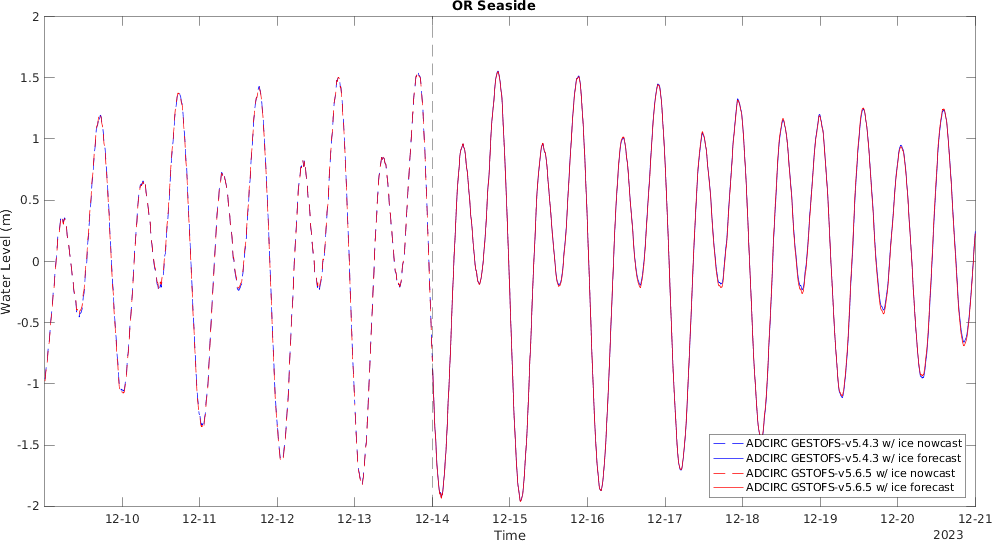 OR Seaside
2
1.5
1
0.5
0
-0.5
-1
-1.5
-2
Water Level (m)
12-10 12-11 12-12 12-13 12-14 12-15 12-16 12-17 12-18 12-19 12-20 12-21
Time
2023
ADCIRC GESTOFS-v5.4.3 w/ ice nowcast
ADCIRC GESTOFS-v5.4.3 w/ ice forecast
ADCIRC GSTOFS-v5.6.5 w/ ice nowcast
ADCIRC GSTOFS-v5.6.5 w/ ice forecast